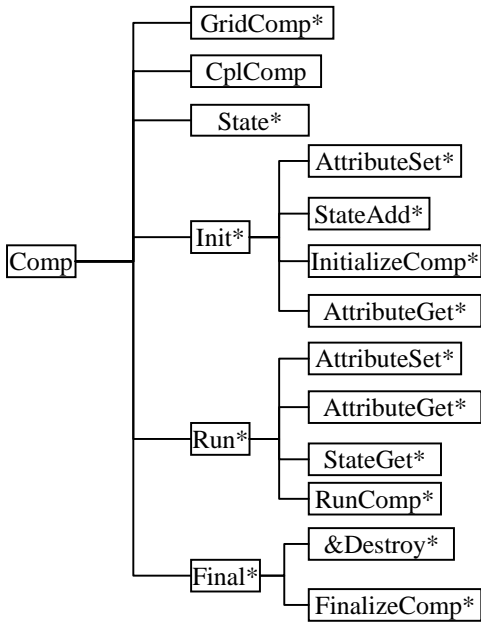 GridComp*
CplComp
State*
AttributeSet*
StateAdd*
Init*
Comp
InitializeComp*
AttributeGet*
AttributeSet*
AttributeGet*
Run*
StateGet*
RunComp*
&Destroy*
Final*
FinalizeComp*